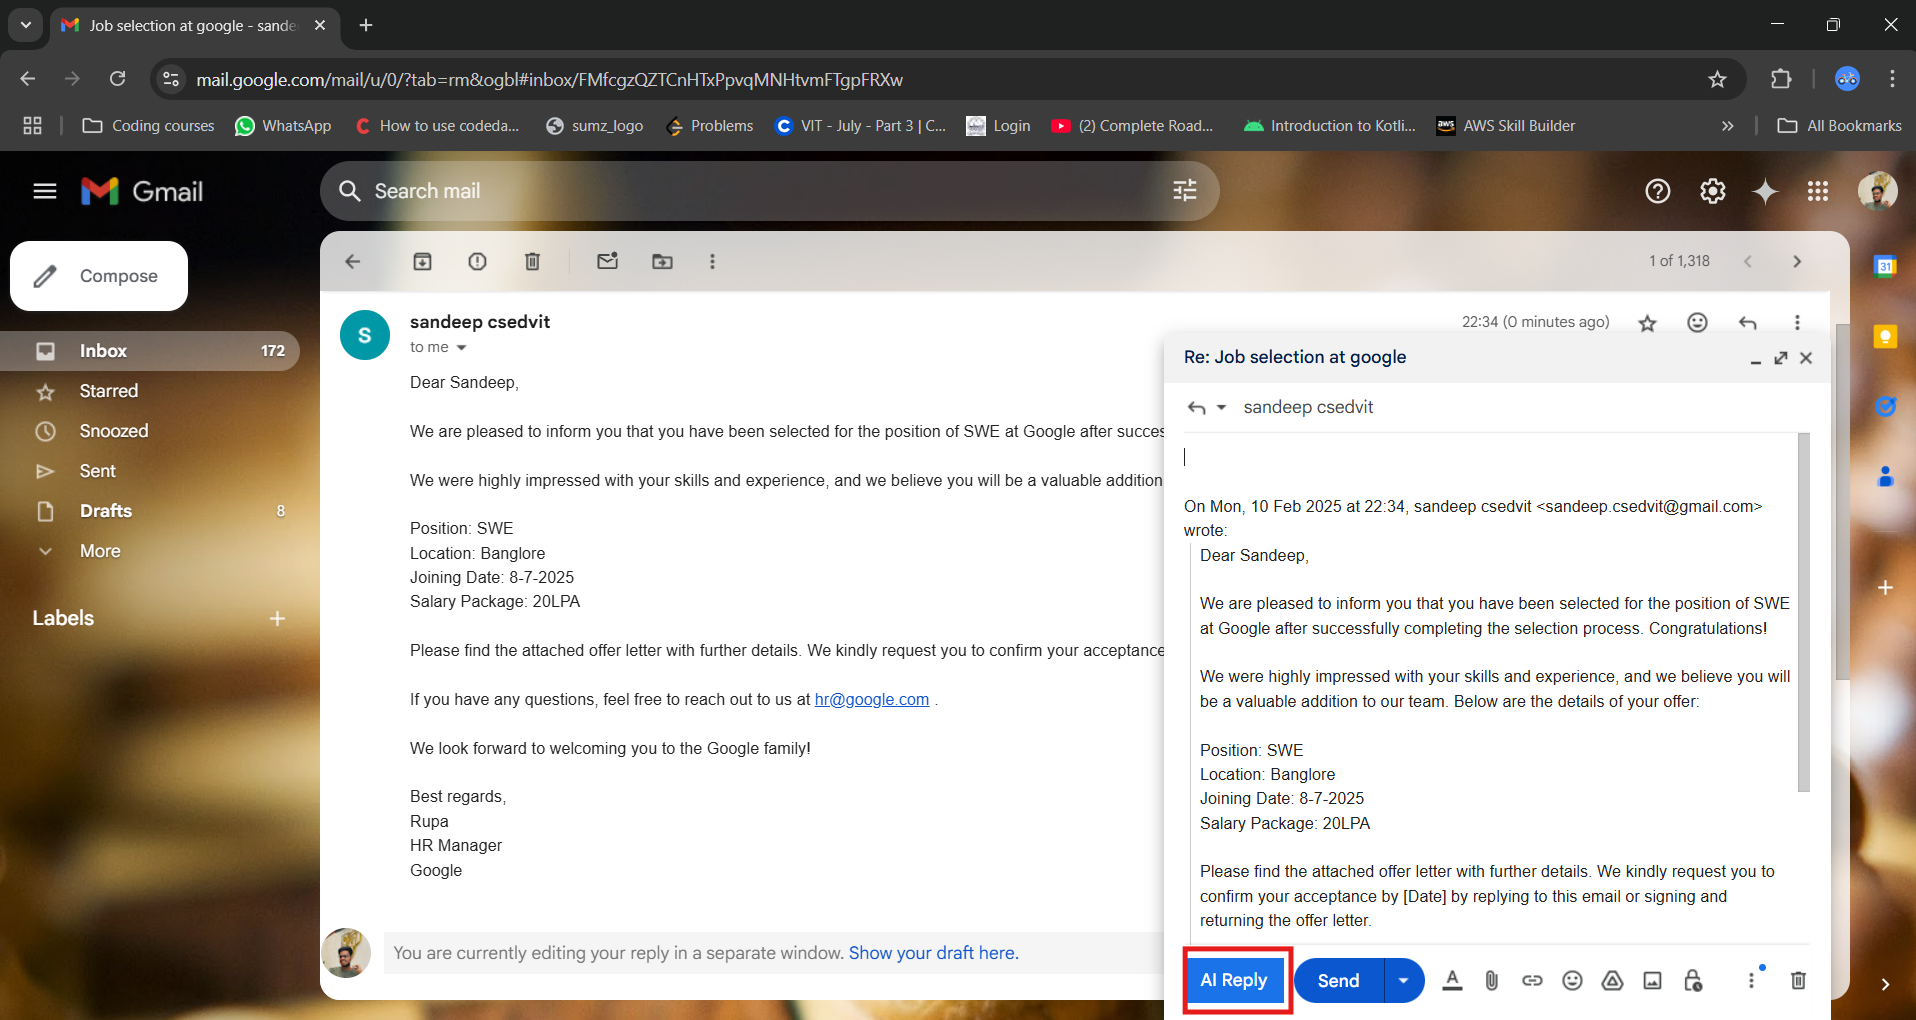 Job selection at google - sande
mail.google.com/mail/u/0/?tab=rm&ogbl#inbox/FMfcgzQZTCnHTxPpvqMNHtvmFTgpFRXw
Coding courses
WhatsApp
How to use codeda...
sumz_logo
Problems
VIT - July - Part 3 | C...
Login
(2) Complete Road...
Introduction to Kotli...
aws
AWS Skill Builder
All Bookmarks
Gmail
Search mail
Compose
Inbox 172
Starred
Snoozed
Sent
Drafts 8
More
Labels
1 of 1,318
S
sandeep csedvit
22:34 (0 minutes ago)
to me
Dear Sandeep,
We are pleased to inform you that you have been selected for the position of SWE at Google after succes
We were highly impressed with your skills and experience, and we believe you will be a valuable addition
Position: SWE
Location: Banglore
Joining Date: 8-7-2025
Salary Package: 20LPA
Please find the attached offer letter with further details. We kindly request you to confirm your acceptance
If you have any questions, feel free to reach out to us at hr@google.com .
We look forward to welcoming you to the Google family!
Best regards,
Rupa
HR Manager
Google
You are currently editing your reply in a separate window. Show your draft here.
Re: Job selection at google
sandeep csedvit
On Mon, 10 Feb 2025 at 22:34, sandeep csedvit <sandeep.csedvit@gmail.com>
wrote:
Dear Sandeep,
We are pleased to inform you that you have been selected for the position of SWE
at Google after successfully completing the selection process. Congratulations!
We were highly impressed with your skills and experience, and we believe you will
be a valuable addition to our team. Below are the details of your offer:
Position: SWE
Location: Banglore
Joining Date: 8-7-2025
Salary Package: 20LPA
Please find the attached offer letter with further details. We kindly request you to
confirm your acceptance by [Date] by replying to this email or signing and
returning the offer letter.
AI Reply
Send
31